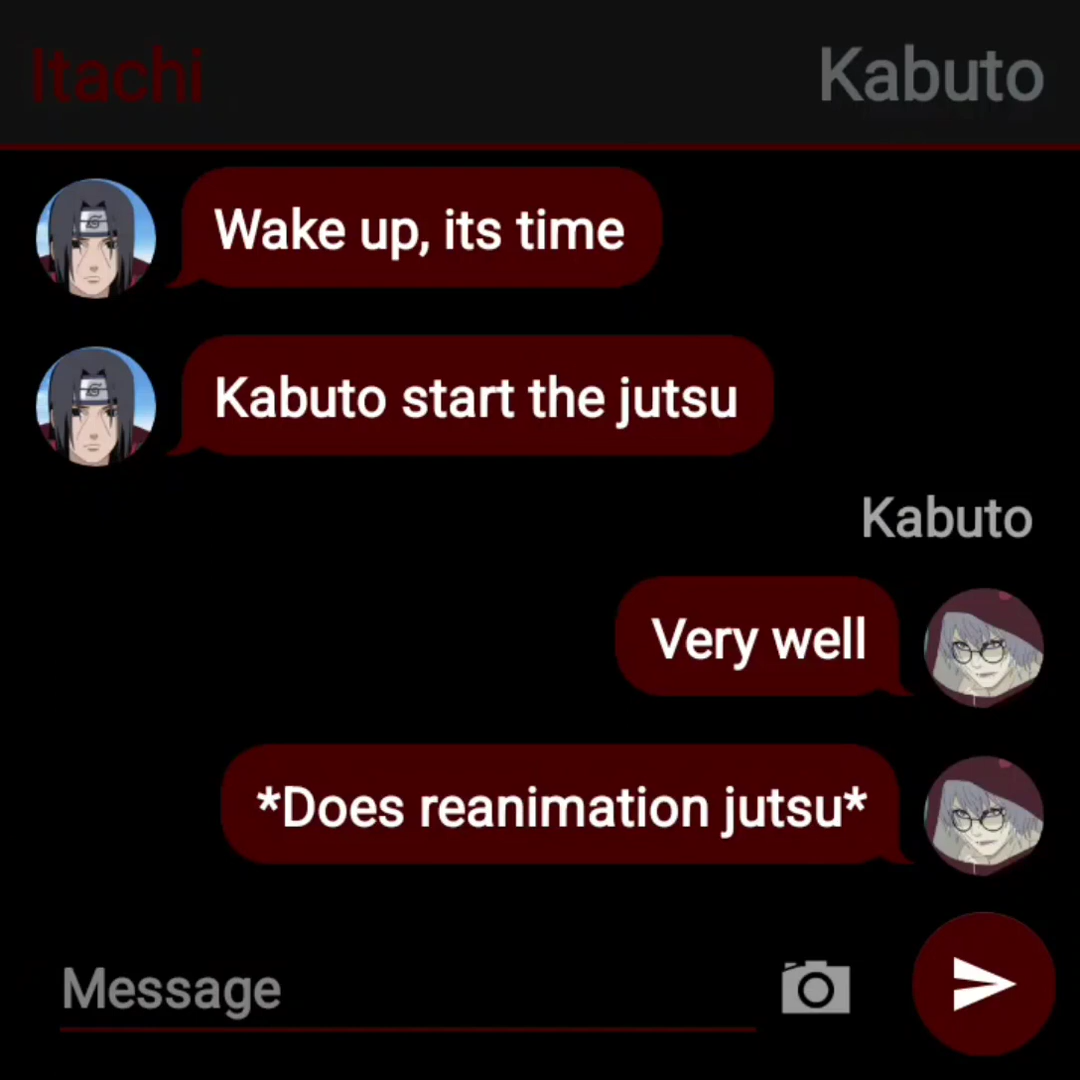 Itachi
Kabuto
Wake up, its time
Kabuto start the jutsu
Kabuto
Very well
*Does reanimation jutsu*
Message